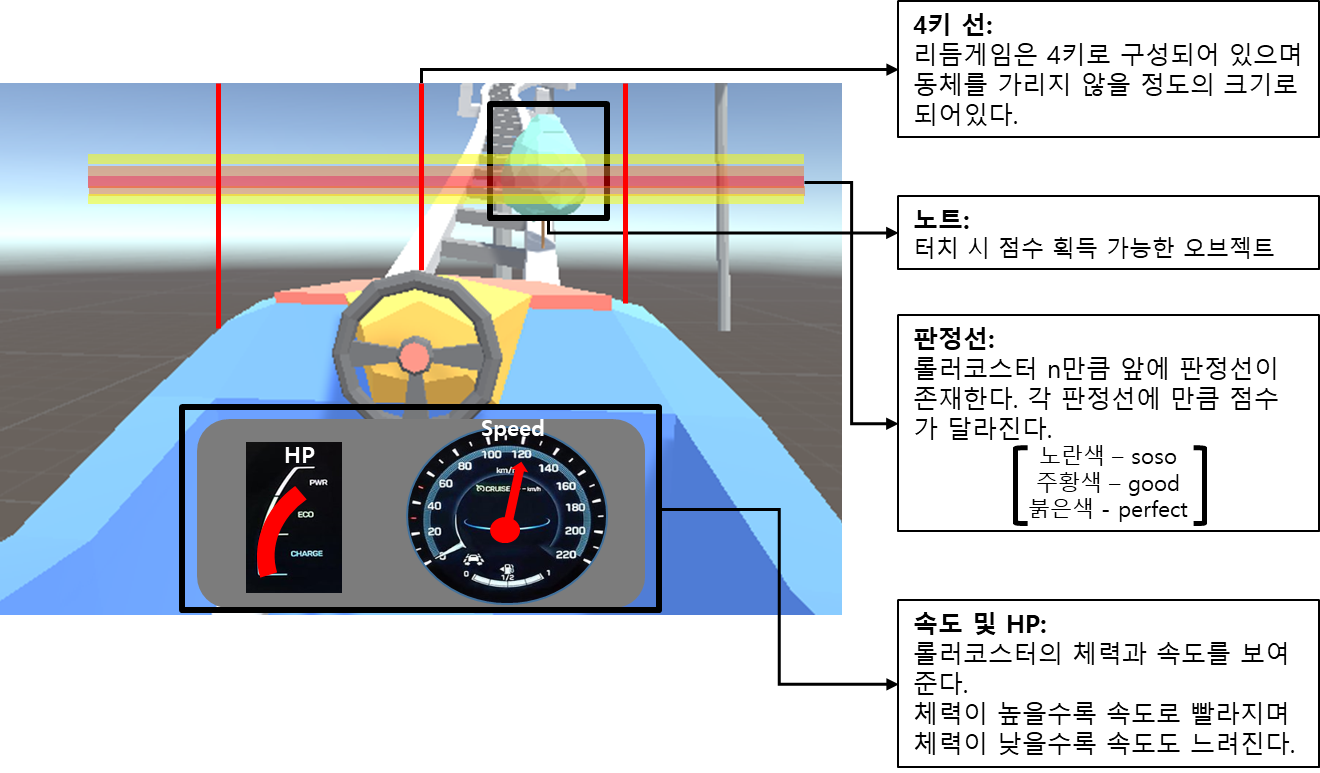 4키 선:
리듬게임은 4키로 구성되어 있으며
동체를 가리지 않을 정도의 크기로
되어있다.
노트:
터치 시 점수 획득 가능한 오브젝트
판정선:
롤러코스터 n만큼 앞에 판정선이
존재한다. 각 판정선에 만큼 점수
가 달라진다.
노란색 – soso
주황색 – good
붉은색 - perfect
HP
PWR
ECO
CHARGE
Speed
0
20
40
60
80
100
120
140
160
180
200
220
km/h
CRUISE --km/h
0
1/2
1
속도 및 HP:
롤러코스터의 체력과 속도를 보여
준다.
체력이 높을수록 속도로 빨라지며
체력이 낮을수록 속도도 느려진다.